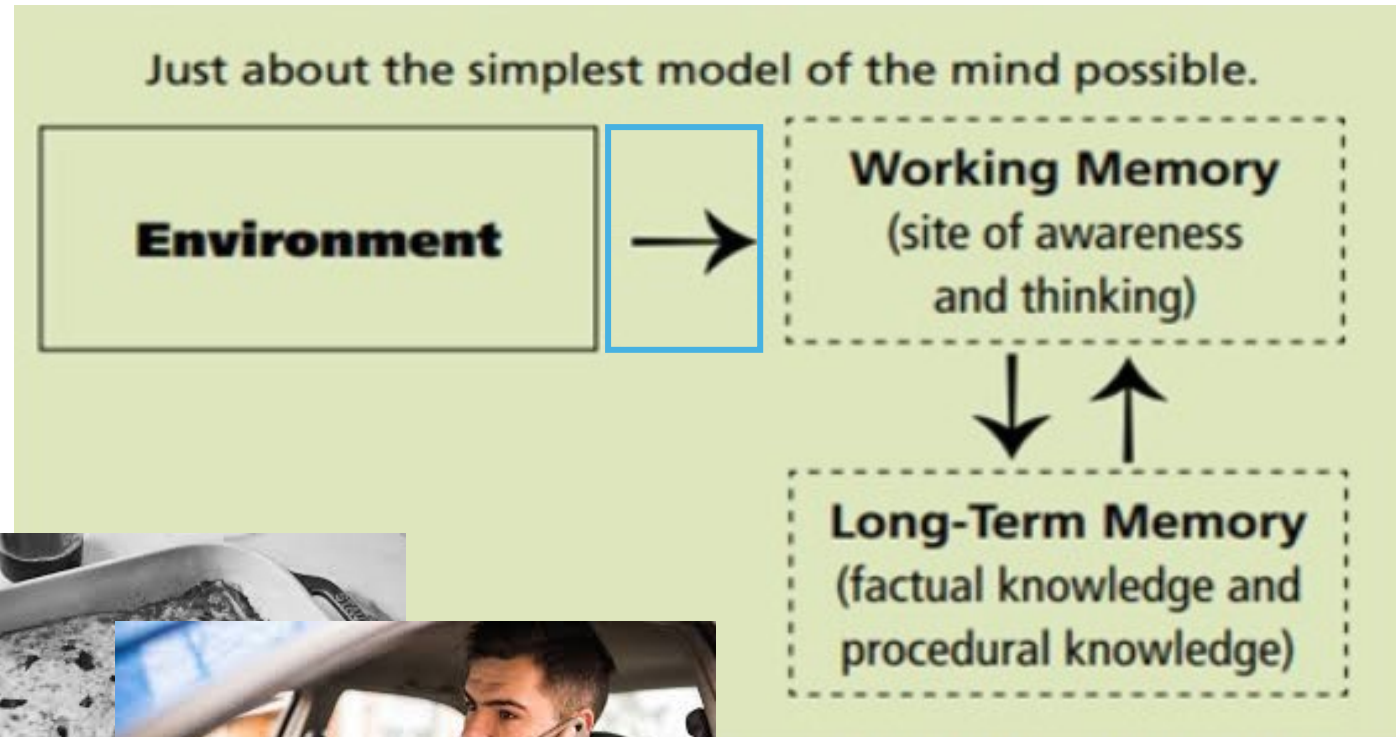 Just about the simplest model of the mind possible.
Environment
Working Memory
(site of awareness
and thinking)
Long-Term Memory
(factual knowledge and
procedural knowledge)